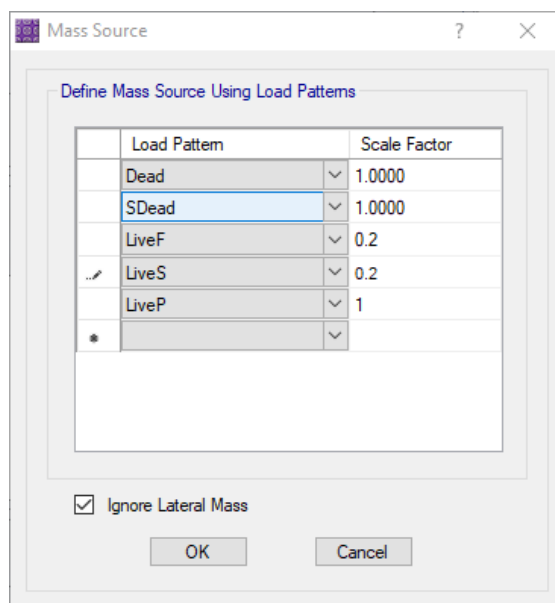 Mass Source ?
Define Mass Source Using Load Patterns
Load Pattern Scale Factor
Dead 1.0000
SDead 1.0000
LiveF 0.2
LiveS 0.2
LiveP 1
Ignore Lateral Mass
OK Cancel